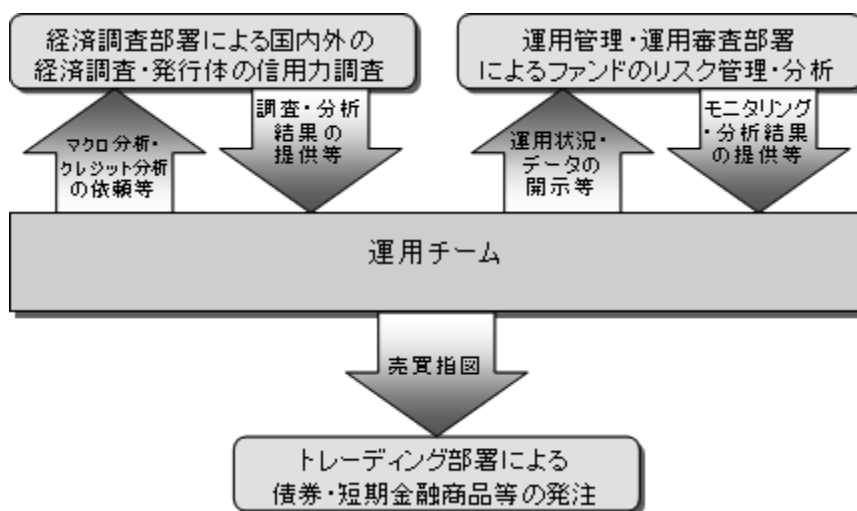 経済調査部署による国内外の
経済調査・発行体の信用力調査
運用管理・運用審査部署
によるファンドのリスク管理・分析
マクロ分析・
クレジット分析
の依頼等
調査・分析
結果の
提供等
運用状況・
データの
開示等
モニタリング
・分析結果
の提供等
運用チーム
売買指図
トレーディング部署による
債券・短期金融商品等の発注